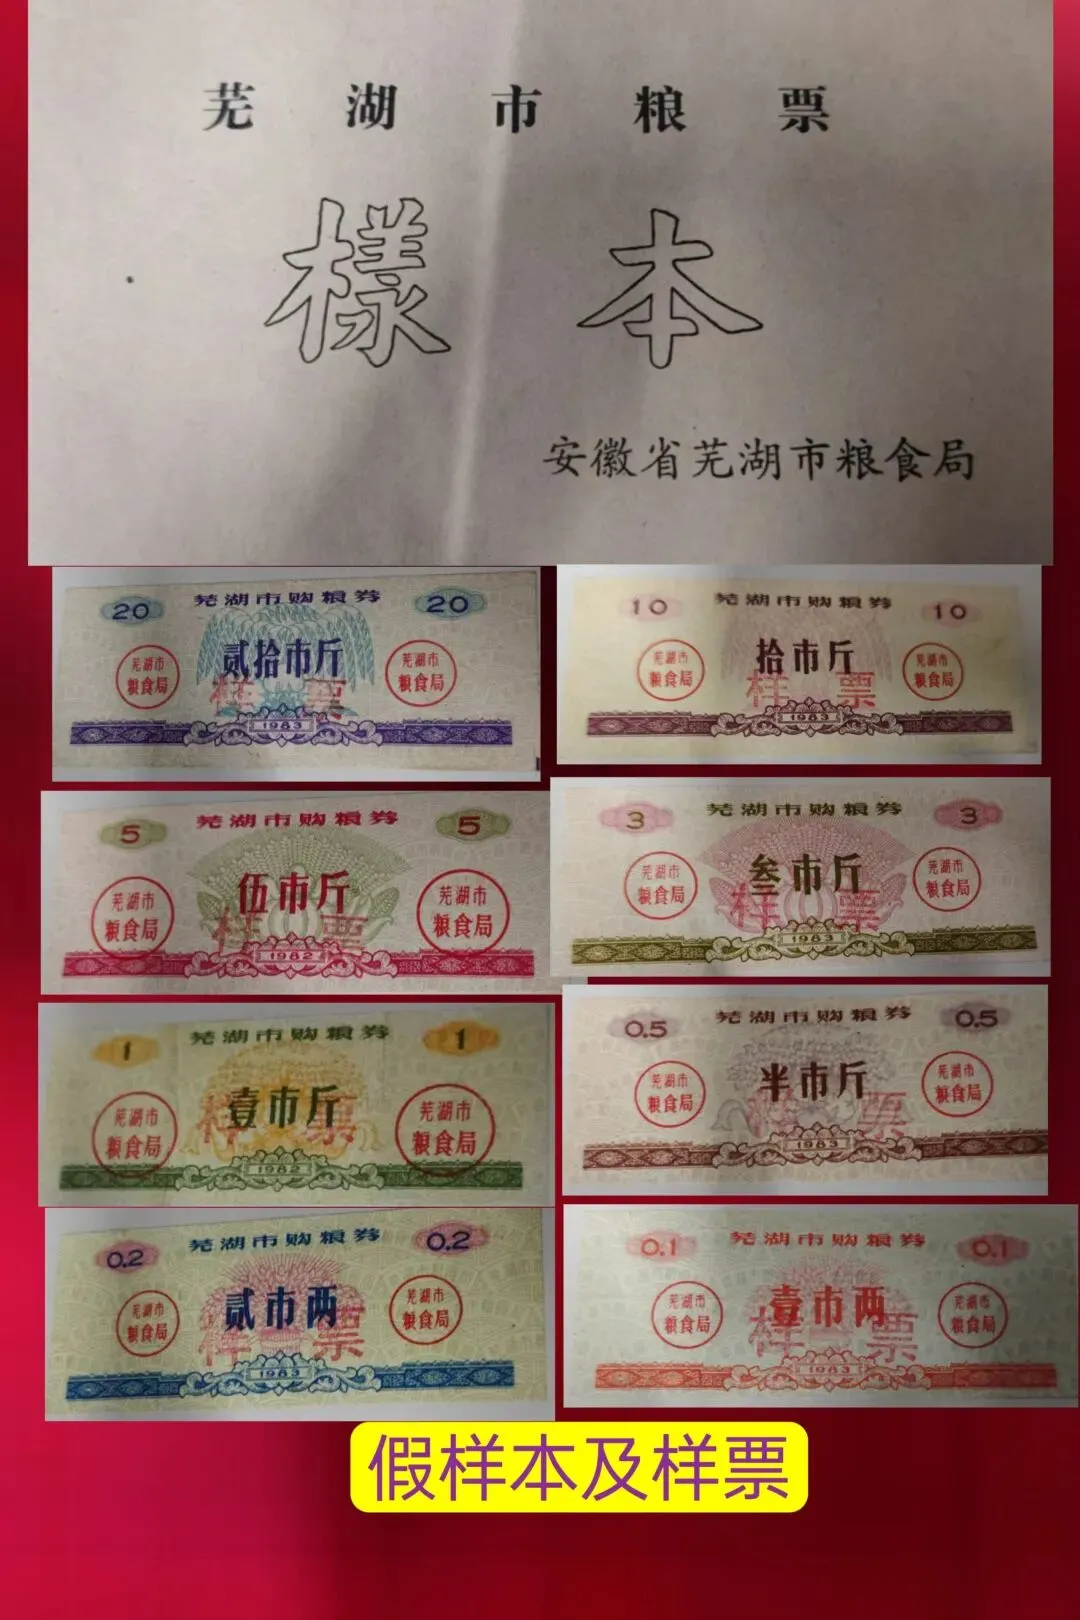 芜湖市粮票
樣本
安徽省芜湖市粮食局
20 芜湖市购粮券 20
贰拾市斤
芜湖市
粮食局
芜湖市
粮食局
样票
1983
10 芜湖市购粮券 10
拾市斤
芜湖市
粮食局
芜湖市
粮食局
样票
1983
5 芜湖市购粮券 5
伍市斤
芜湖市
粮食局
芜湖市
粮食局
样票
1982
3 芜湖市购粮券 3
叁市斤
芜湖市
粮食局
芜湖市
粮食局
样票
1983
1 芜湖市购粮券 1
壹市斤
芜湖市
粮食局
芜湖市
粮食局
样票
1982
0.5 芜湖市购粮券 0.5
半市斤
芜湖市
粮食局
芜湖市
粮食局
样票
1983
0.2 芜湖市购粮券 0.2
贰市两
芜湖市
粮食局
芜湖市
粮食局
样票
1983
0.1 芜湖市购粮券 0.1
壹市两
芜湖市
粮食局
芜湖市
粮食局
样票
1983
假样本及样票